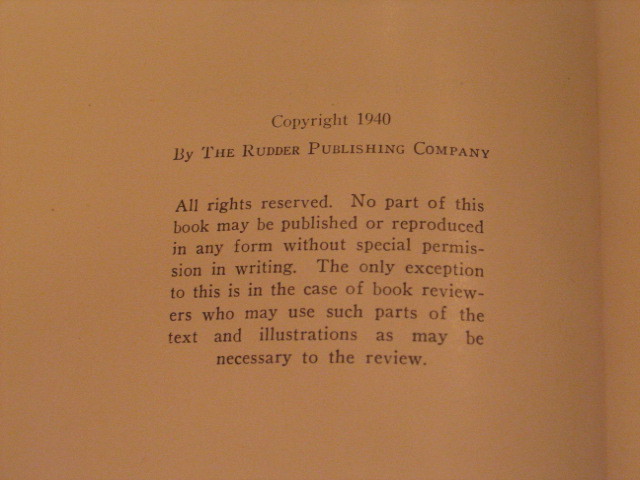 Copyright 1940
By THE RUDDER PUBLISHING COMPANY
All rights reserved. No part of this
book may be published or reproduced
in any form without special permis-
sion in writing. The only exception
to this is in the case of book review-
ers who may use such parts of the
text and illustrations as may be
necessary to the review.